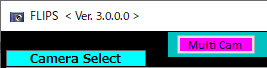 FLIPS < Ver. 3.0.0.0 >
Multi Cam
Camera Select